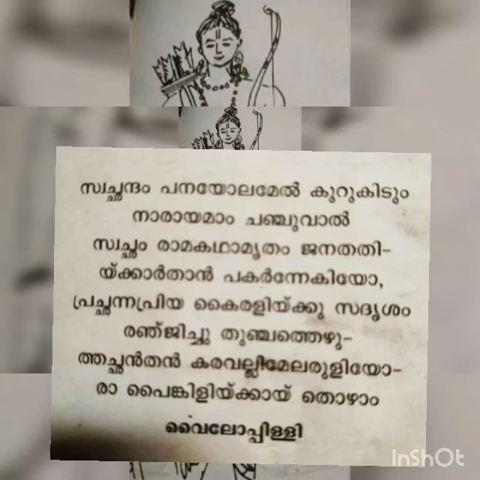 സ്വച്ഛന്ദം പനയോലമേൽ കുറുകിടും
നാരായമാം ചഞ്ചുവാൽ
സ്വച്ഛം രാമകഥാമൃതം ജനതതി-
യ്ക്കാർതാൻ പകർന്നേകിയോ,
പ്രച്ഛന്നപ്രിയ കൈരളിയ്ക്കു സദൃശം
രഞ്ജിച്ചു തുഞ്ചത്തെഴു-
ത്തച്ഛൻതൻ കരവല്ലിമേലരുളിയോ-
രാ പൈങ്കിളിയ്ക്കായ് തൊഴാം
വൈലോപ്പിള്ളി
InShOt